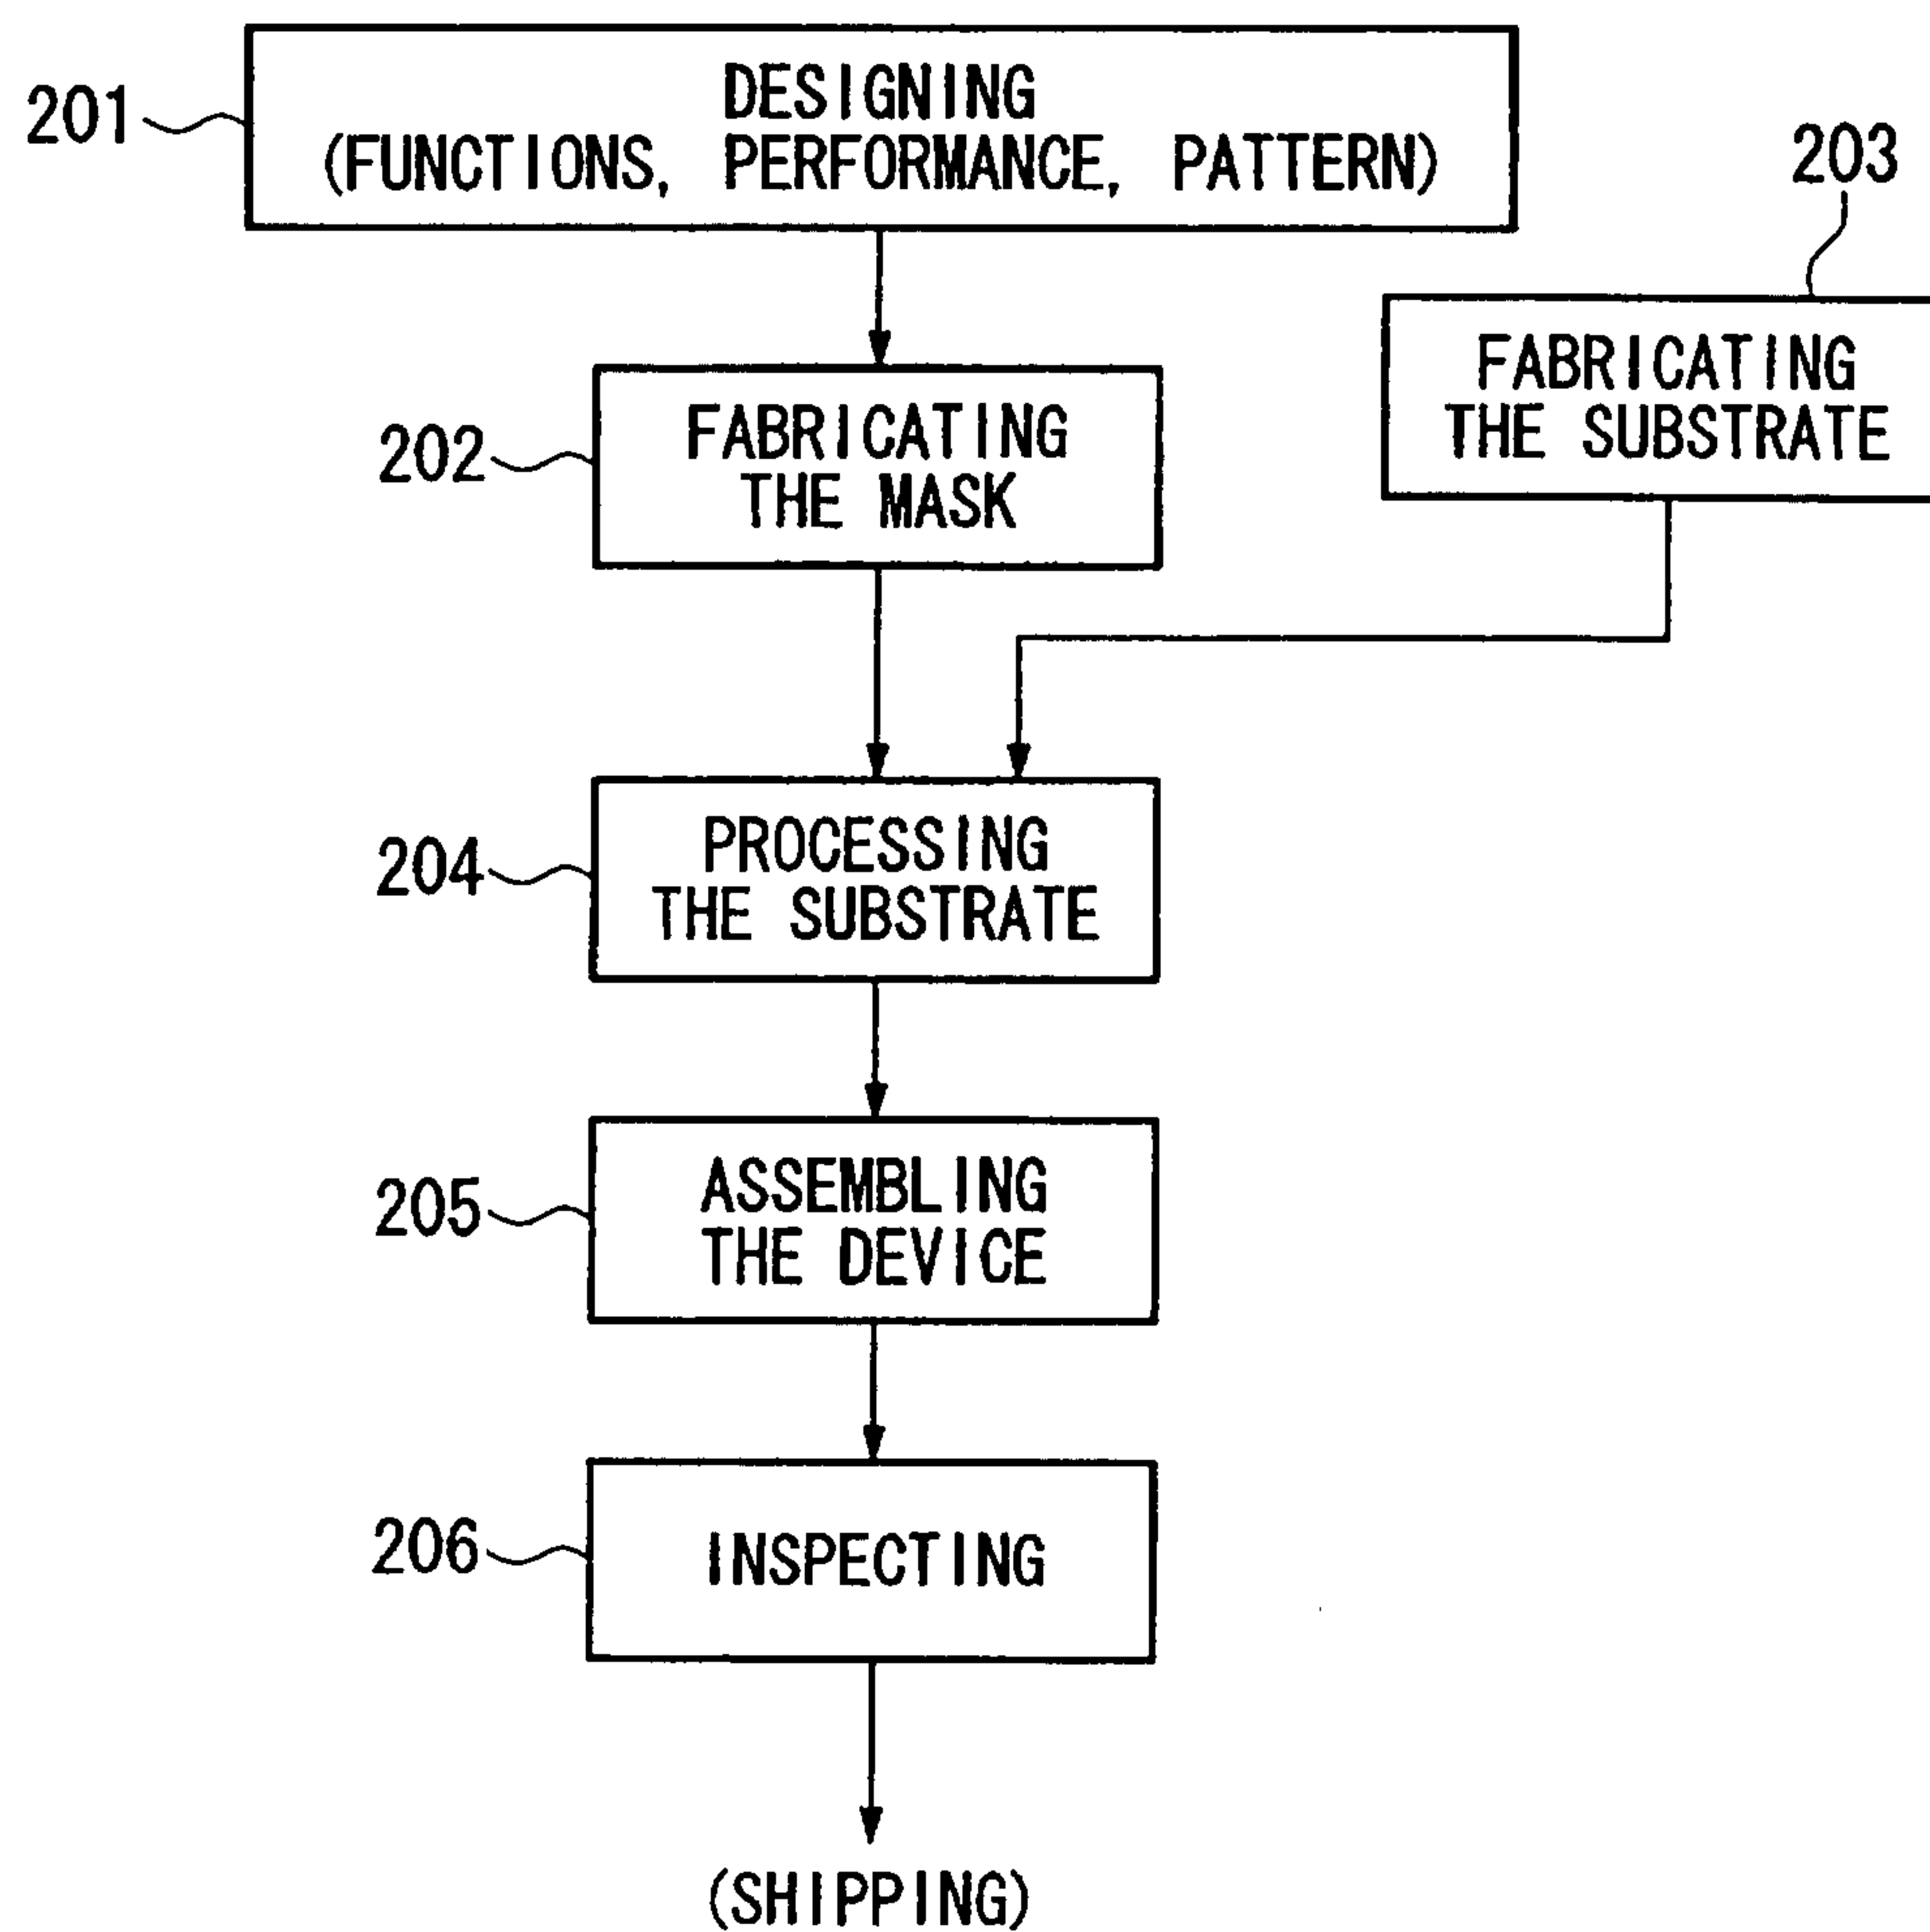 201
DESIGNING
(FUNCTIONS, PERFORMANCE, PATTERN)
203
FABRICATING
THE SUBSTRATE
202
FABRICATING
THE MASK
204
PROCESSING
THE SUBSTRATE
205
ASSEMBLING
THE DEVICE
206
INSPECTING
(SHIPPING)